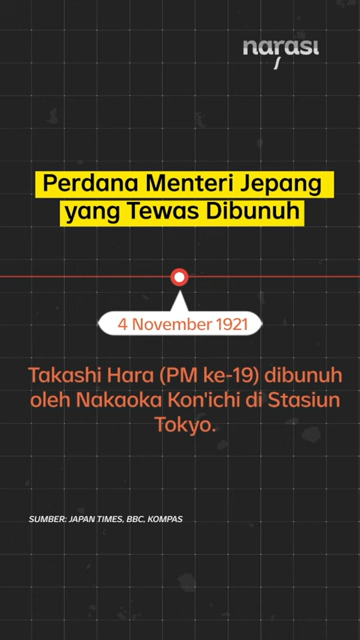 narasi
Perdana Menteri Jepang
yang Tewas Dibunuh
4 November 1921
Takashi Hara (PM ke-19) dibunuh
oleh Nakaoka Kon'ichi di Stasiun
Tokyo.
SUMBER: JAPAN TIMES, BBC, KOMPAS